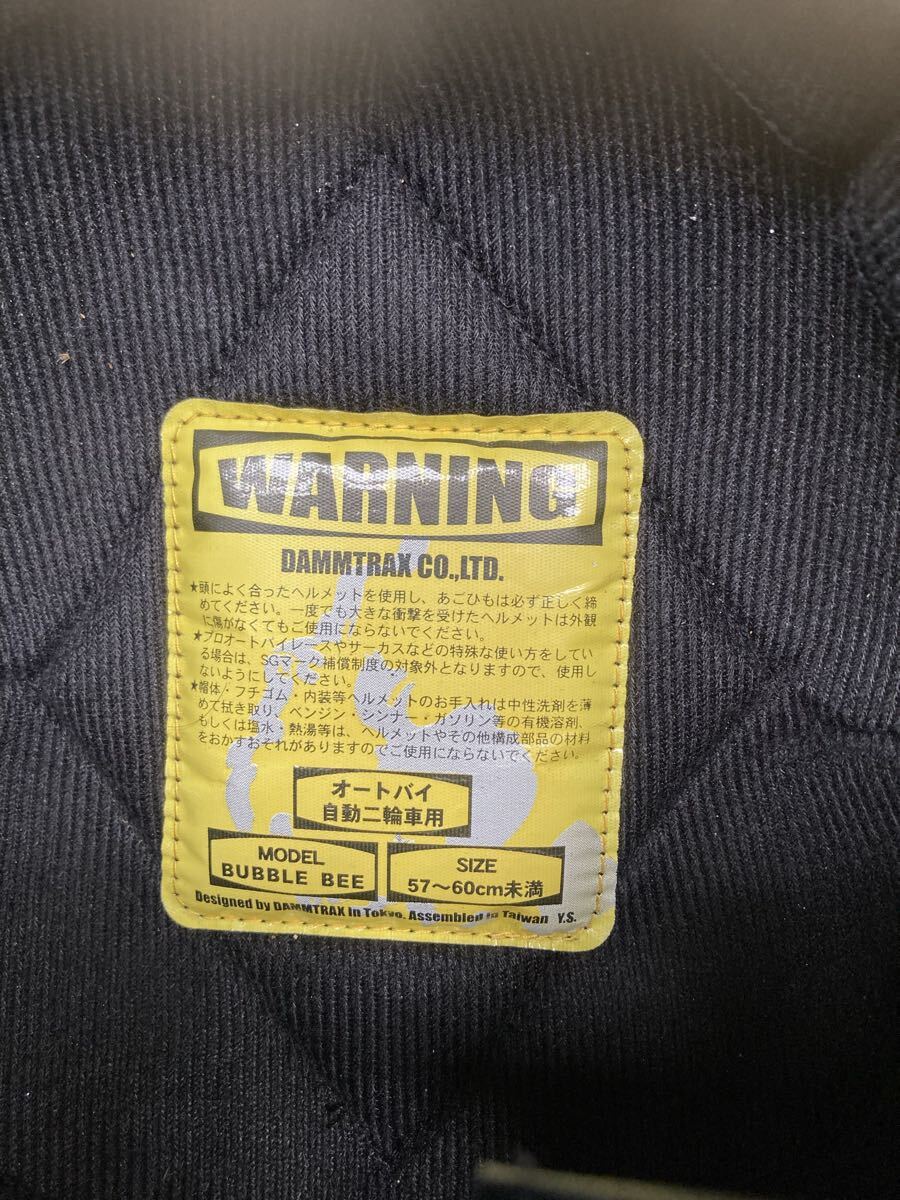 WARNING
DAMMTRAX CO.,LTD.
★頭によく合ったヘルメットを使用し、あごひもは必ず正しく締
めてください。一度でも大きな衝撃を受けたヘルメットは外観
に傷がなくてもご使用にならないでください。
★プロオートバイレースやサーカスなどの特殊な使い方をしてい
る場合は、SGマーク補償制度の対象外となりますので、使用し
ないようにしてください。
★帽体・フチゴム・内装等ヘルメットのお手入れは中性洗剤を薄
めて拭き取り、ベンジン・シンナー・ガソリン等の有機溶剤、
もしくは塩水・熱湯等は、ヘルメットやその他構成部品の材料
をおかすおそれがありますのでご使用にならないでください。
オートバイ
自動二輪車用
MODEL
BUBBLE BEE
SIZE
57～60cm未満
Designed by DAMMTRAX In Tokyo. Assembled in Taiwan Y.S.